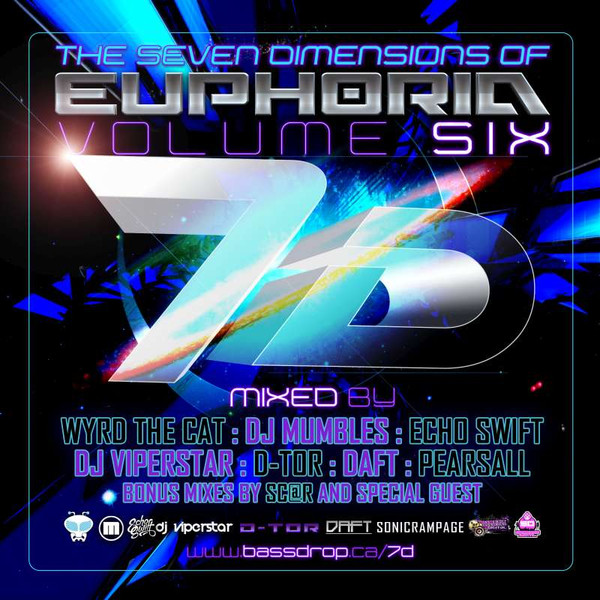 THE SEVEN DIMENSIONS OF
EUPHORIA
VOLUME SIX
7D
MIXED BY
WYRD THE CAT : DJ MUMBLES : ECHO SWIFT
DJ VIPERSTAR : D-TOR : DAFT : PEARSALL
BONUS MIXES BY SC@R AND SPECIAL GUEST
M Echo Swift dj viperstar D-TOR DAFT SONICRAMPAGE
www.bassdrop.ca/7d